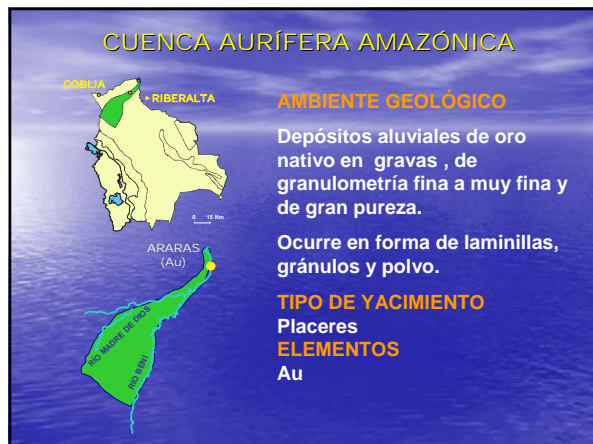 CUENCA AURÍFERA AMAZÓNICA
COBIJA
RIBERALTA
0 15 Km
ARARAS
(Au)
RÍO MADRE DE DIOS
RÍO BENI
AMBIENTE GEOLÓGICO
Depósitos aluviales de oro
nativo en gravas , de
granulometría fina a muy fina y
de gran pureza.
Ocurre en forma de laminillas,
gránulos y polvo.
TIPO DE YACIMIENTO
Placeres
ELEMENTOS
Au